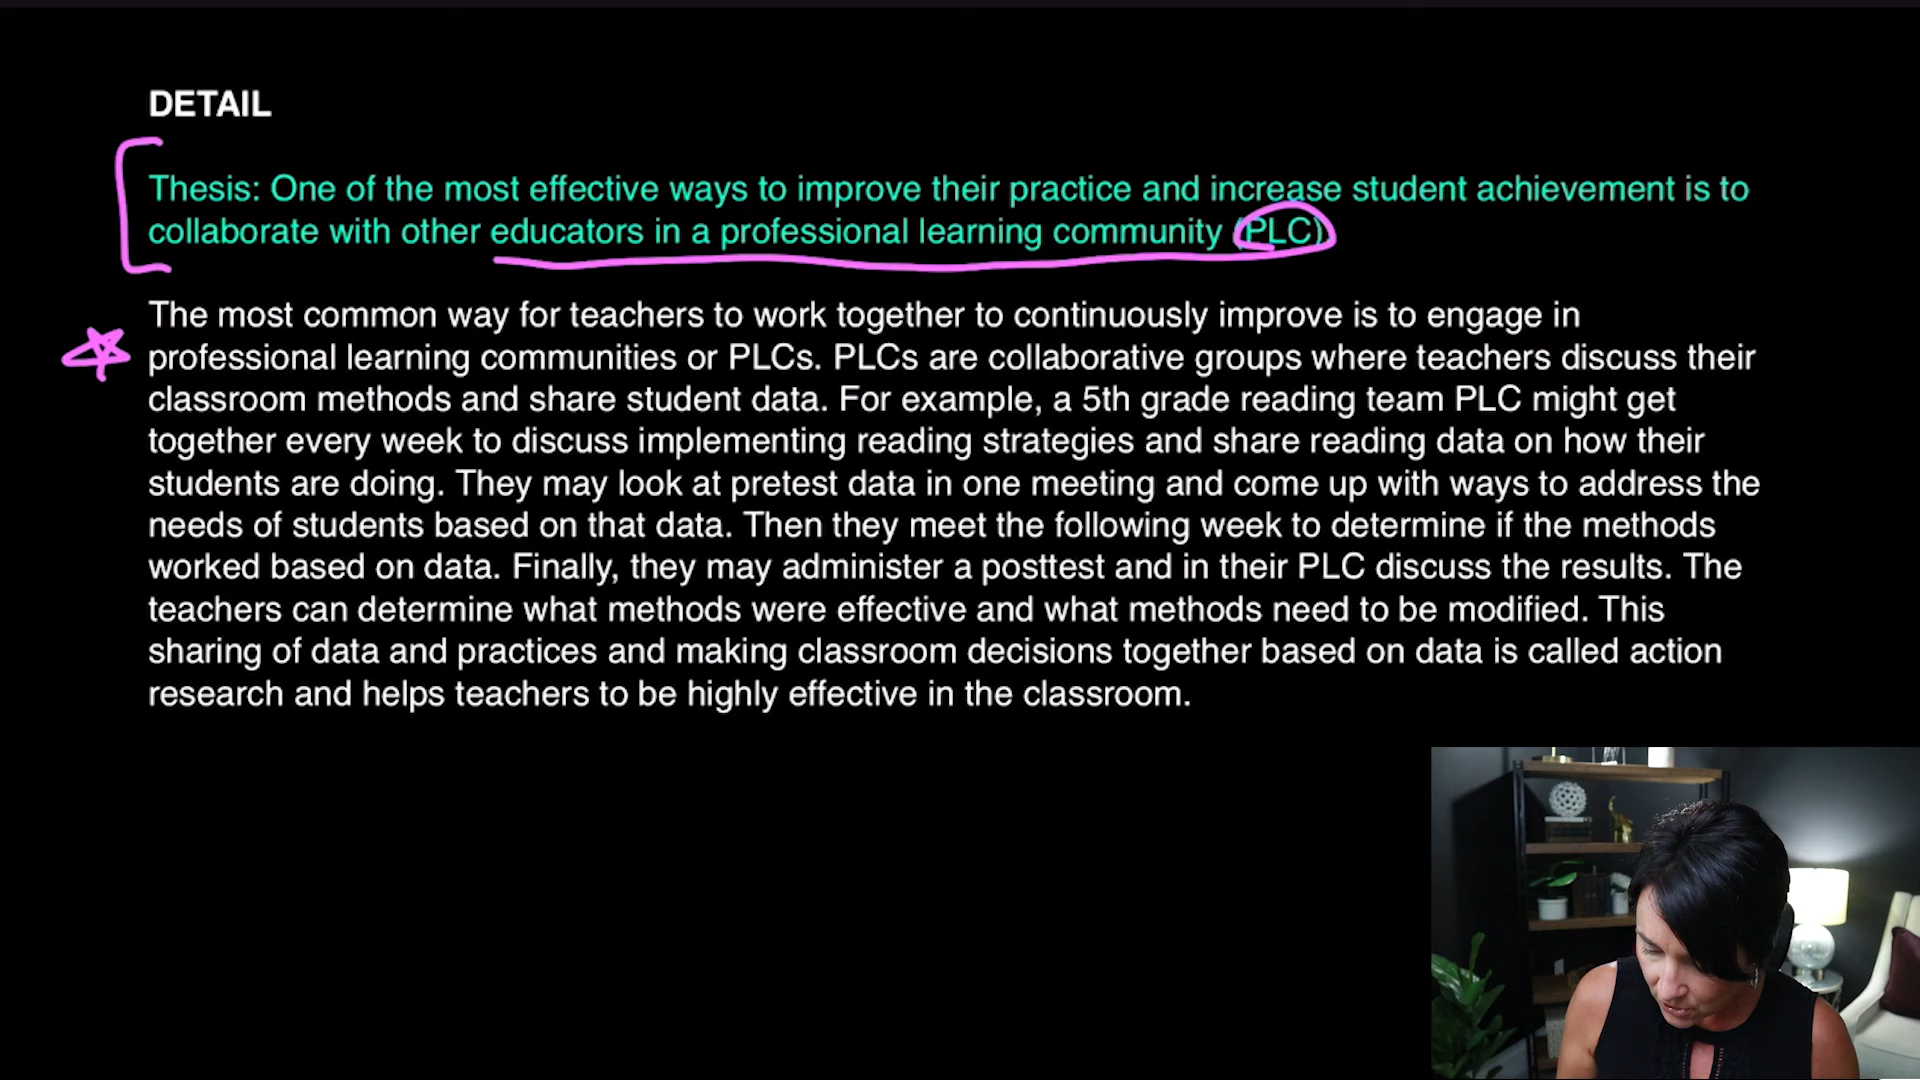 DETAIL
Thesis: One of the most effective ways to improve their practice and increase student achievement is to
collaborate with other educators in a professional learning community (PLC)
The most common way for teachers to work together to continuously improve is to engage in
professional learning communities or PLCs. PLCs are collaborative groups where teachers discuss their
classroom methods and share student data. For example, a 5th grade reading team PLC might get
together every week to discuss implementing reading strategies and share reading data on how their
students are doing. They may look at pretest data in one meeting and come up with ways to address the
needs of students based on that data. Then they meet the following week to determine if the methods
worked based on data. Finally, they may administer a posttest and in their PLC discuss the results. The
teachers can determine what methods were effective and what methods need to be modified. This
sharing of data and practices and making classroom decisions together based on data is called action
research and helps teachers to be highly effective in the classroom.